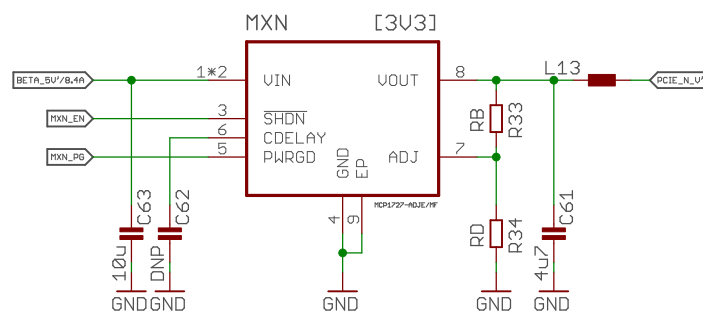 MXN [3V3]
BETA_5V'/8.4A 1*2 VIN VOUT 8 L13 PCIE_N_V'
MXN_EN 3 SHDN
6 CDELAY
MXN_PG 5 PWRGD GND EP ADJ 7
RB R33
MCP1727-ADJE/MF
4 9
C63 10u
C62 DNP
RD R34
C61 4u7
GND GND GND GND GND